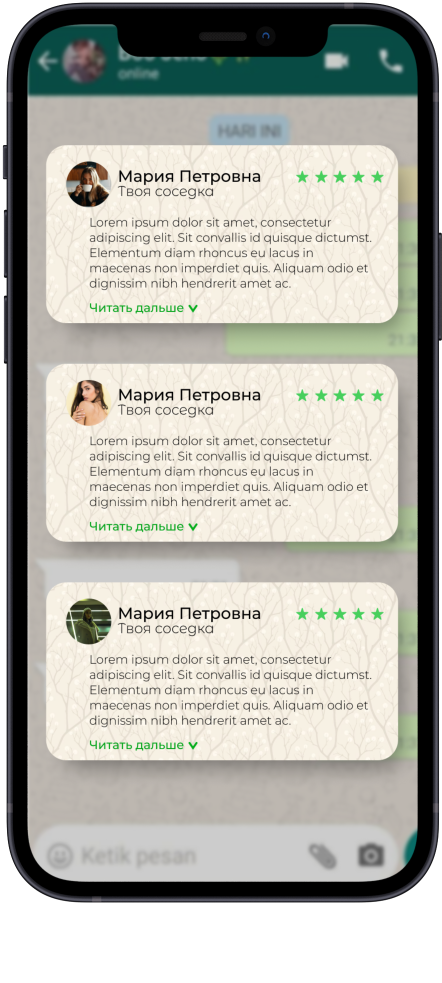 online
HARI INI
Мария Петровна
Твоя соседка
Lorem ipsum dolor sit amet, consectetur
adipiscing elit. Sit convallis id quisque dictumst.
Elementum diam rhoncus eu lacus in
maecenas non imperdiet quis. Aliquam odio et
dignissim nibh hendrerit amet ac.
Читать дальше
21:3
Мария Петровна
Твоя соседка
Lorem ipsum dolor sit amet, consectetur
adipiscing elit. Sit convallis id quisque dictumst.
Elementum diam rhoncus eu lacus in
maecenas non imperdiet quis. Aliquam odio et
dignissim nibh hendrerit amet ac.
Читать дальше
Мария Петровна
Твоя соседка
Lorem ipsum dolor sit amet, consectetur
adipiscing elit. Sit convallis id quisque dictumst.
Elementum diam rhoncus eu lacus in
maecenas non imperdiet quis. Aliquam odio et
dignissim nibh hendrerit amet ac.
Читать дальше
Ketik pesan